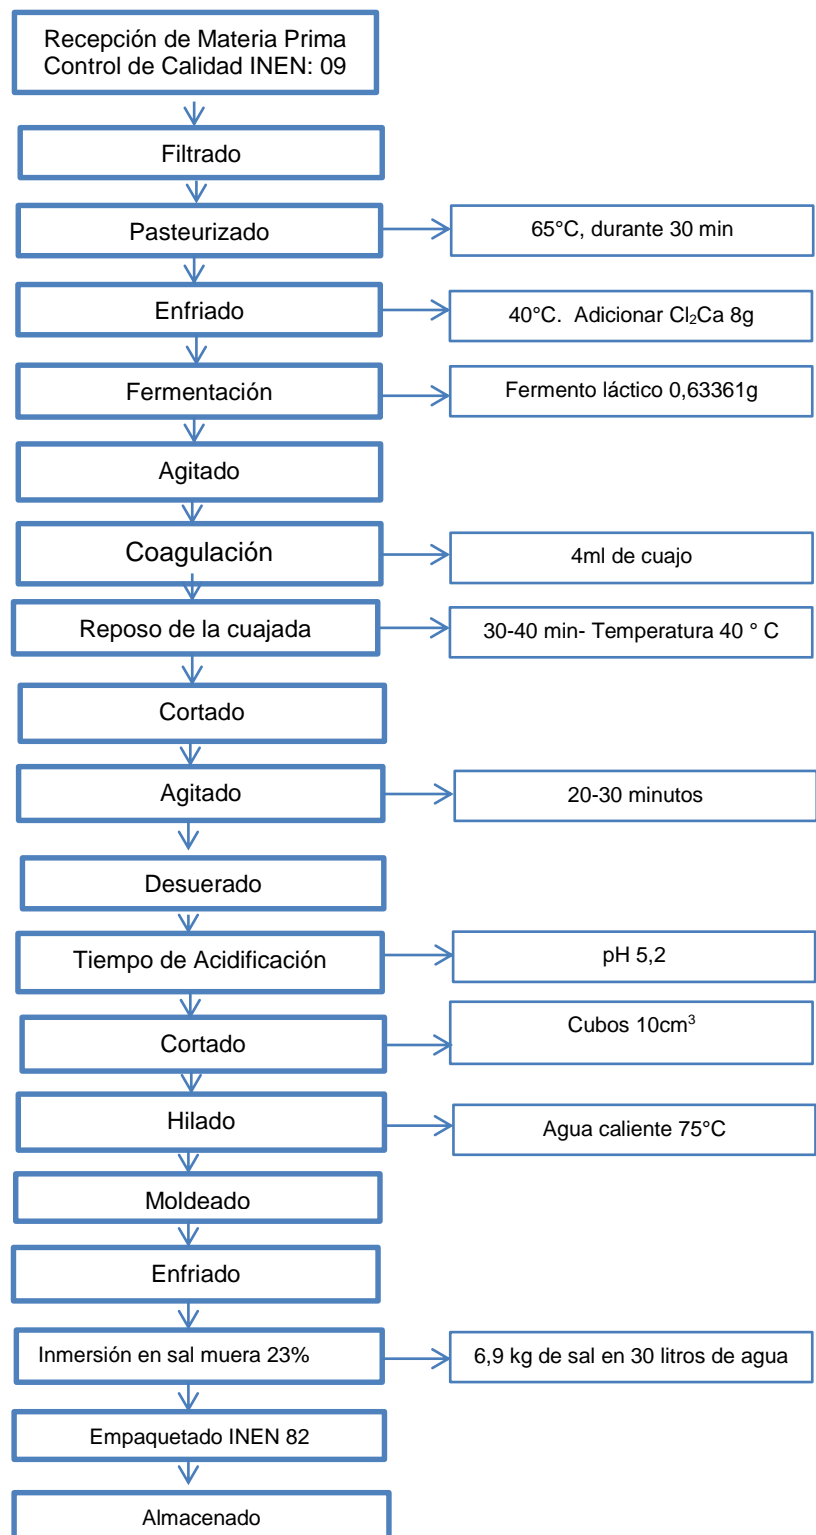 Recepción de Materia Prima
Control de Calidad INEN: 09
Filtrado
Pasteurizado
65°C, durante 30 min
Enfriado
40°C.  Adicionar Cl₂Ca 8g
Fermentación
Fermento láctico 0,63361g
Agitado
Coagulación
4ml de cuajo
Reposo de la cuajada
30-40 min- Temperatura 40 ° C
Cortado
Agitado
20-30 minutos
Desuerado
Tiempo de Acidificación
pH 5,2
Cortado
Cubos 10cm³
Hilado
Agua caliente 75°C
Moldeado
Enfriado
Inmersión en sal muera 23%
6,9 kg de sal en 30 litros de agua
Empaquetado INEN 82
Almacenado